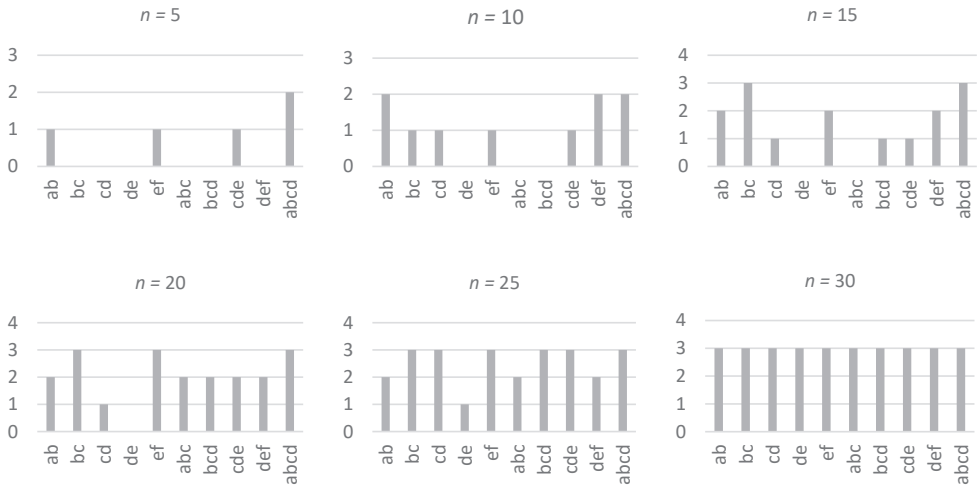 n = 5
3
2
1
0
ab bc cd de ef abc bcd cde def abcd
n = 10
3
2
1
0
ab bc cd de ef abc bcd cde def abcd
n = 15
4
3
2
1
0
ab bc cd de ef abc bcd cde def abcd
n = 20
4
3
2
1
0
ab bc cd de ef abc bcd cde def abcd
n = 25
4
3
2
1
0
ab bc cd de ef abc bcd cde def abcd
n = 30
4
3
2
1
0
ab bc cd de ef abc bcd cde def abcd